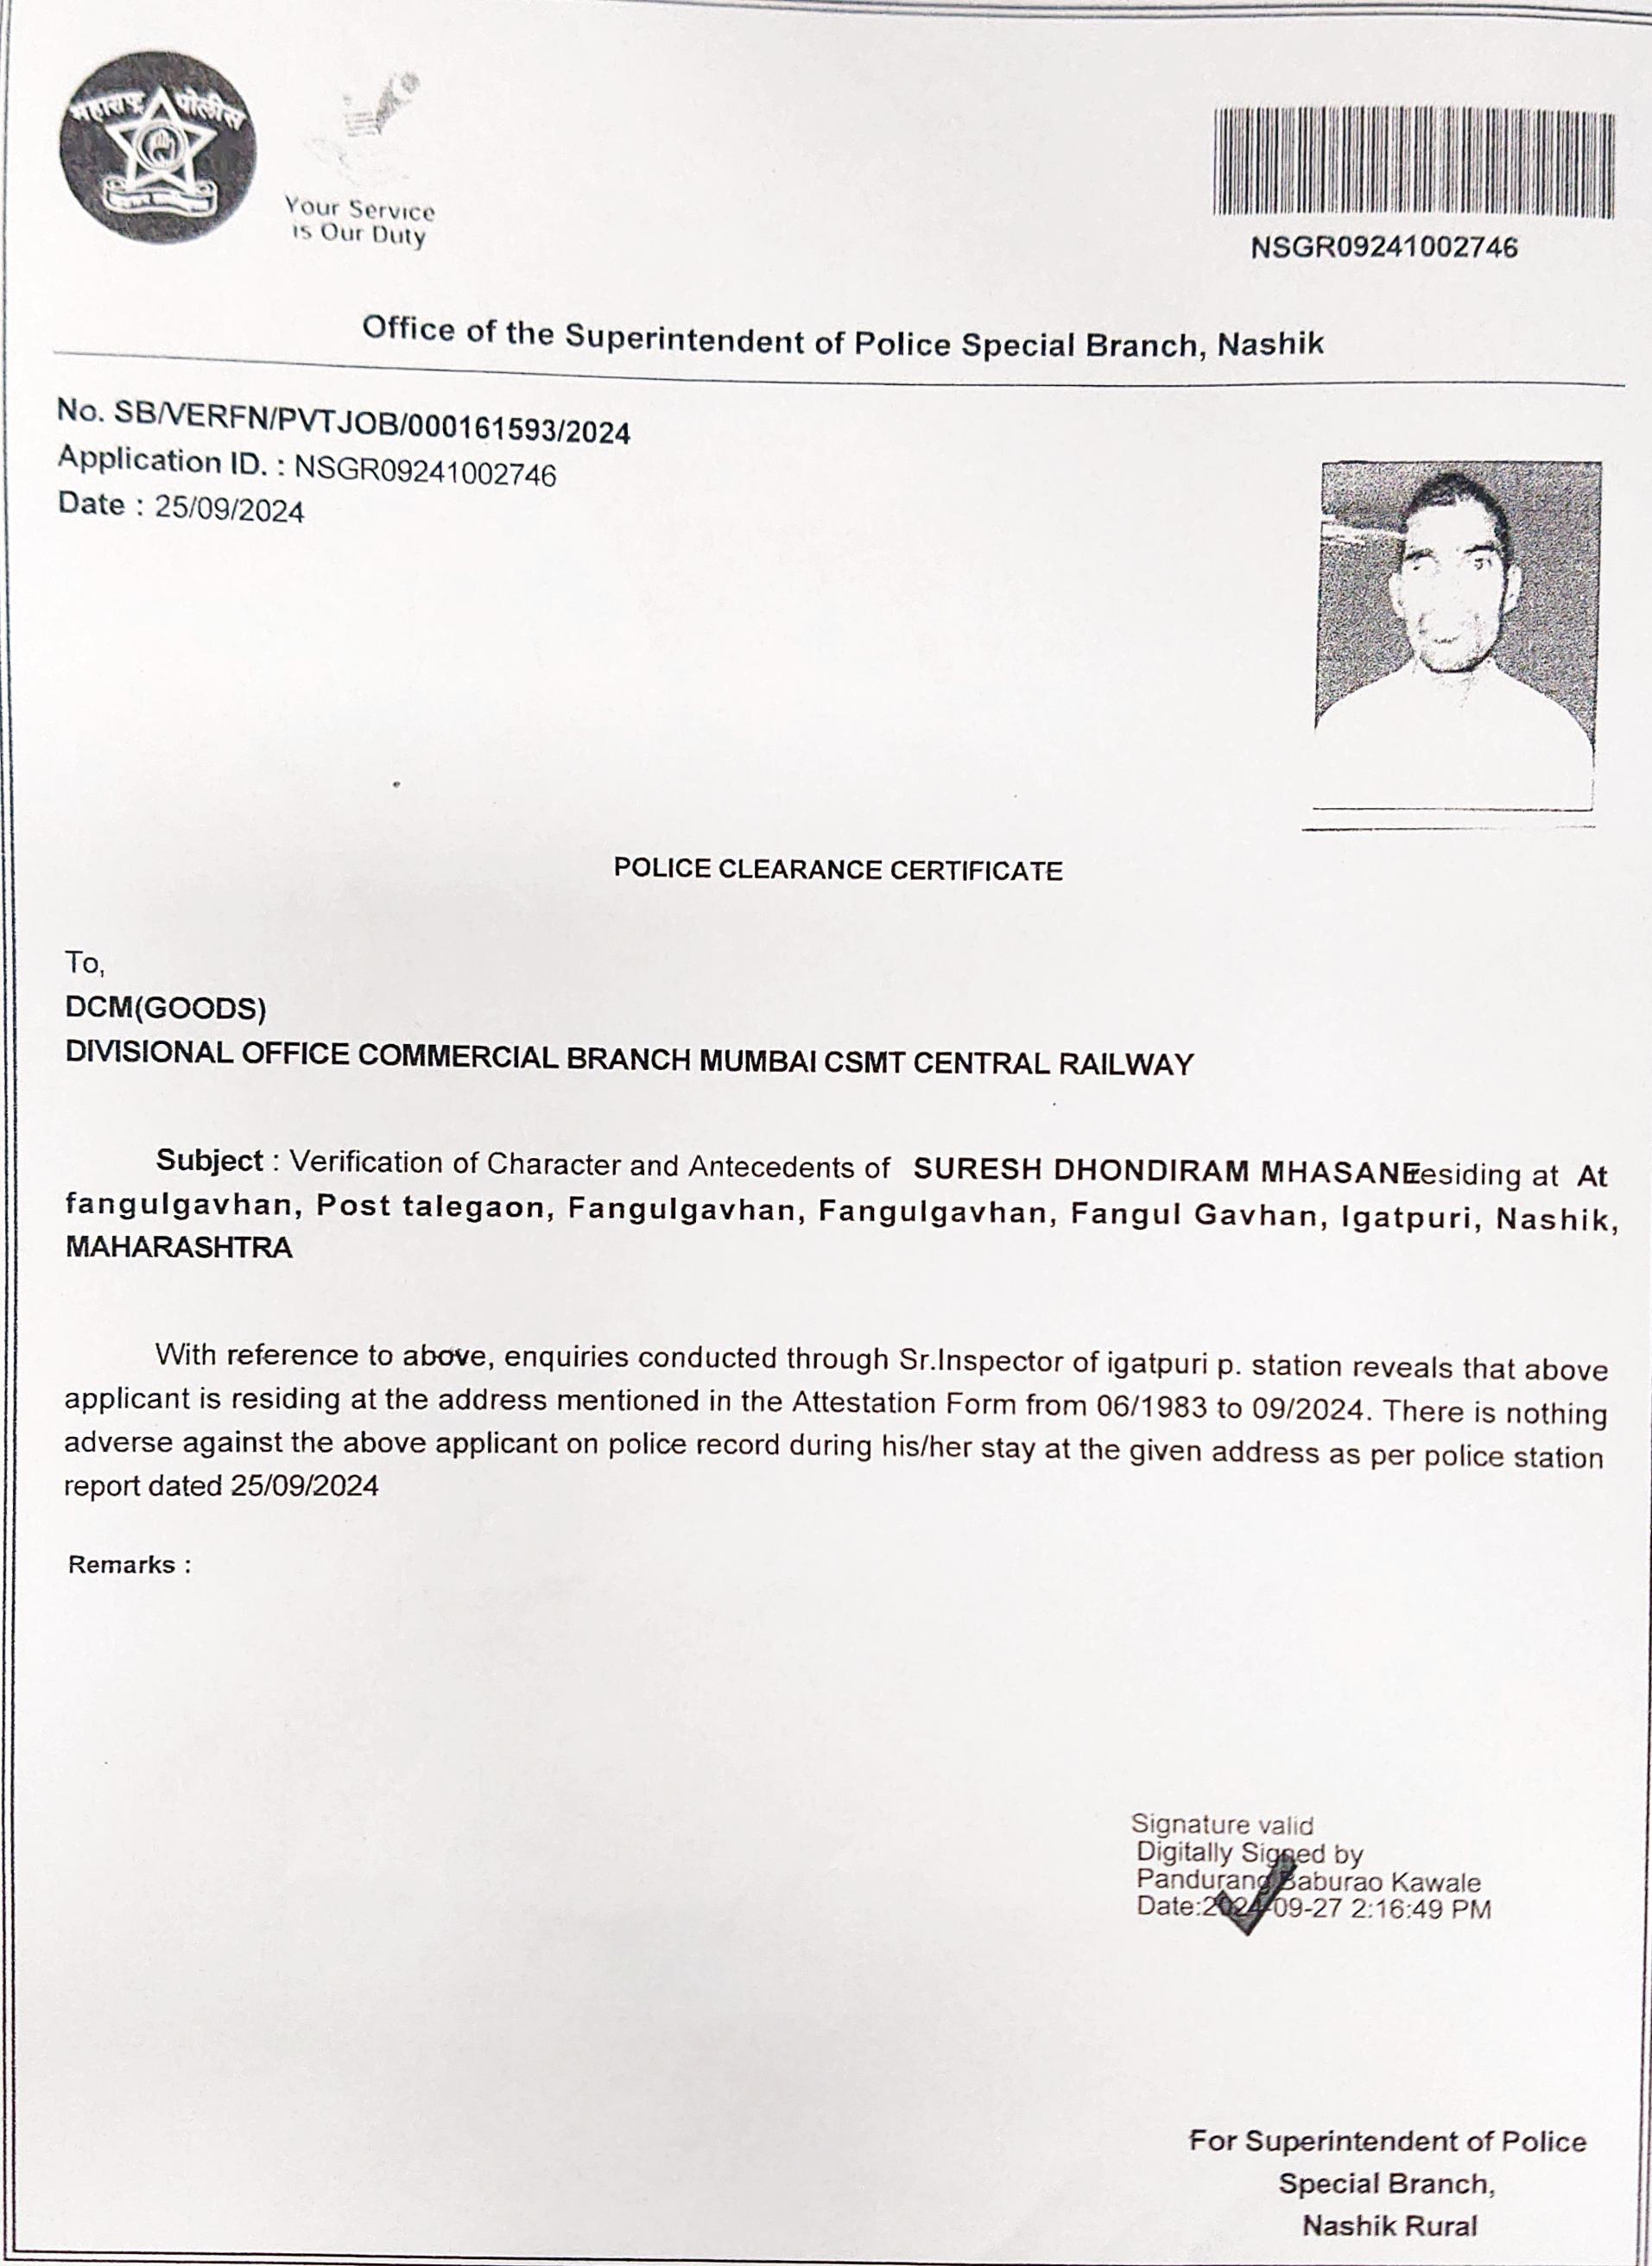 महाराष्ट्र पोलीस
Your Service
is Our Duty
NSGR09241002746
Office of the Superintendent of Police Special Branch, Nashik
No. SB/VERFN/PVTJOB/000161593/2024
Application ID. : NSGR09241002746
Date : 25/09/2024
POLICE CLEARANCE CERTIFICATE
To,
DCM(GOODS)
DIVISIONAL OFFICE COMMERCIAL BRANCH MUMBAI CSMT CENTRAL RAILWAY
Subject : Verification of Character and Antecedents of SURESH DHONDIRAM MHASANEesiding at At
fangulgavhan, Post talegaon, Fangulgavhan, Fangulgavhan, Fangul Gavhan, Igatpuri, Nashik,
MAHARASHTRA
With reference to above, enquiries conducted through Sr.Inspector of igatpuri p. station reveals that above
applicant is residing at the address mentioned in the Attestation Form from 06/1983 to 09/2024. There is nothing
adverse against the above applicant on police record during his/her stay at the given address as per police station
report dated 25/09/2024
Remarks :
Signature valid
Digitally Signed by
Pandurang Baburao Kawale
Date:2024-09-27 2:16:49 PM
For Superintendent of Police
Special Branch,
Nashik Rural